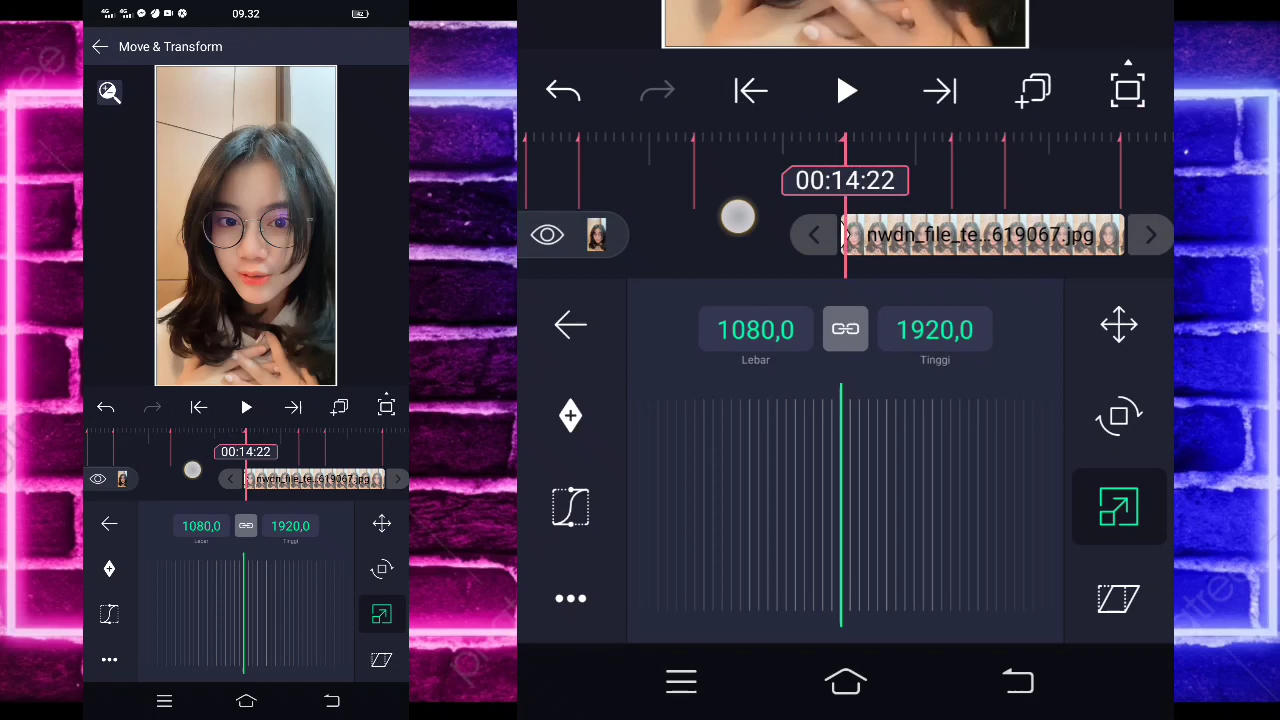 09.32
Move & Transform
00:14:22
nwdn_file_te...619067.jpg
1080,0
1920,0
Lebar
Tinggi
00:14:22
nwdn_file_te...619067.jpg
1080,0
1920,0
Lebar
Tinggi